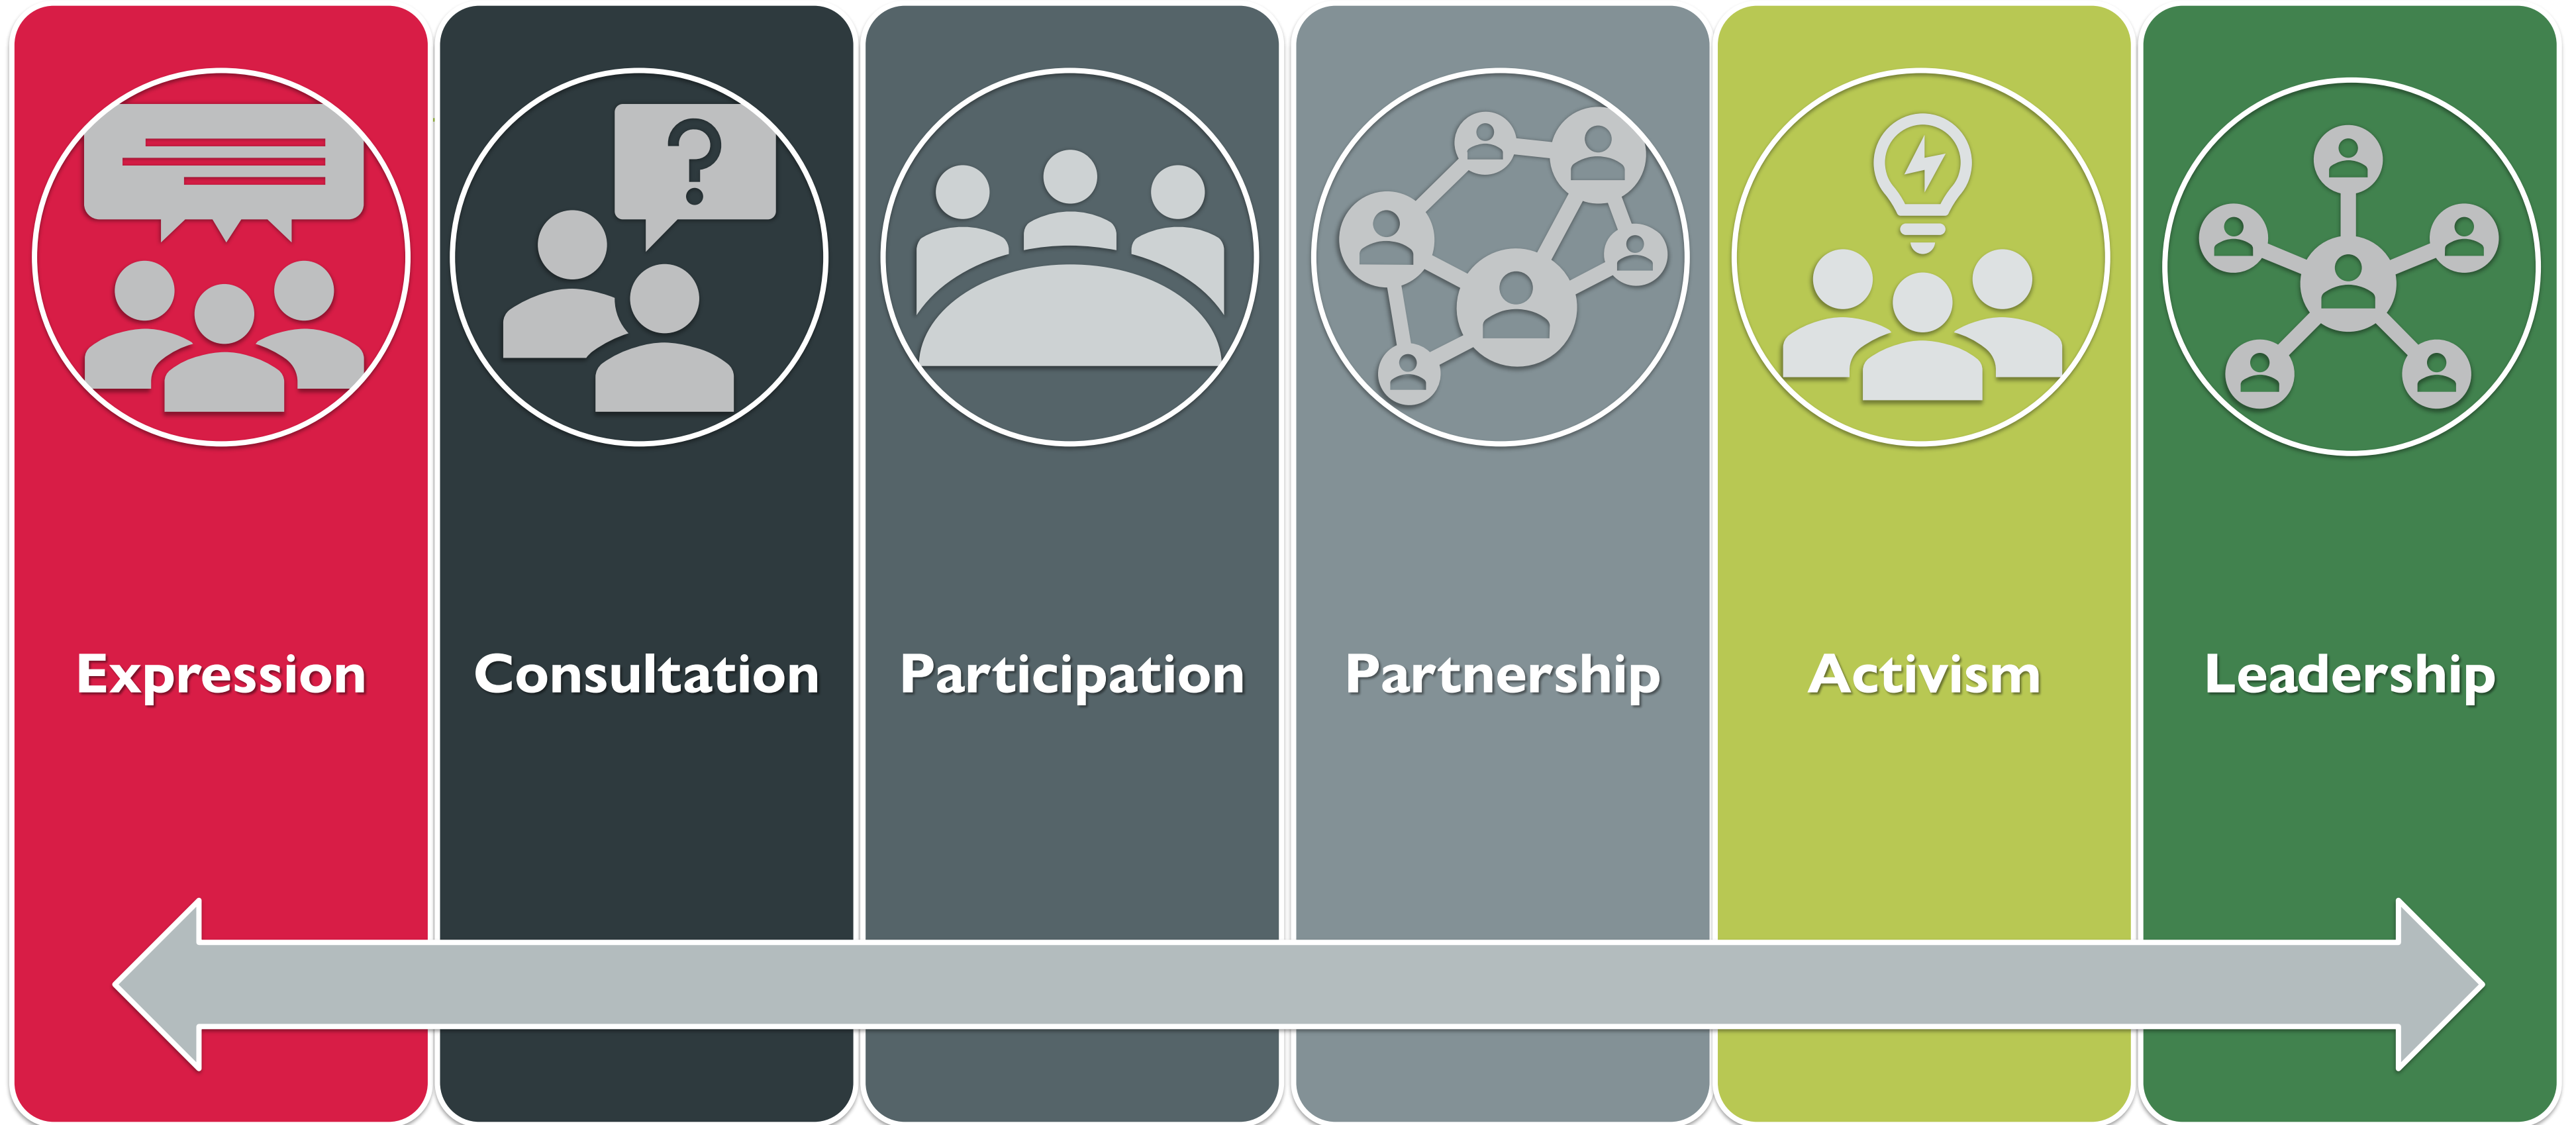 ?
Expression
Consultation
Participation
Partnership
Activism
Leadership